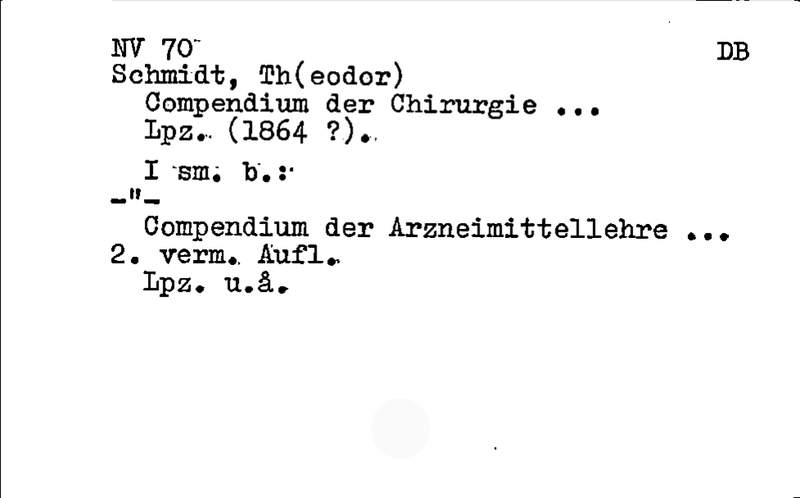 NV 70 DB
Schmidt, Th(eodor)
Compendium der Chirurgie ...
Lpz. (1864 ?).
I sm. b.:
-"-
Compendium der Arzneimittellehre ...
2. verm. Aufl.
Lpz. u.å.